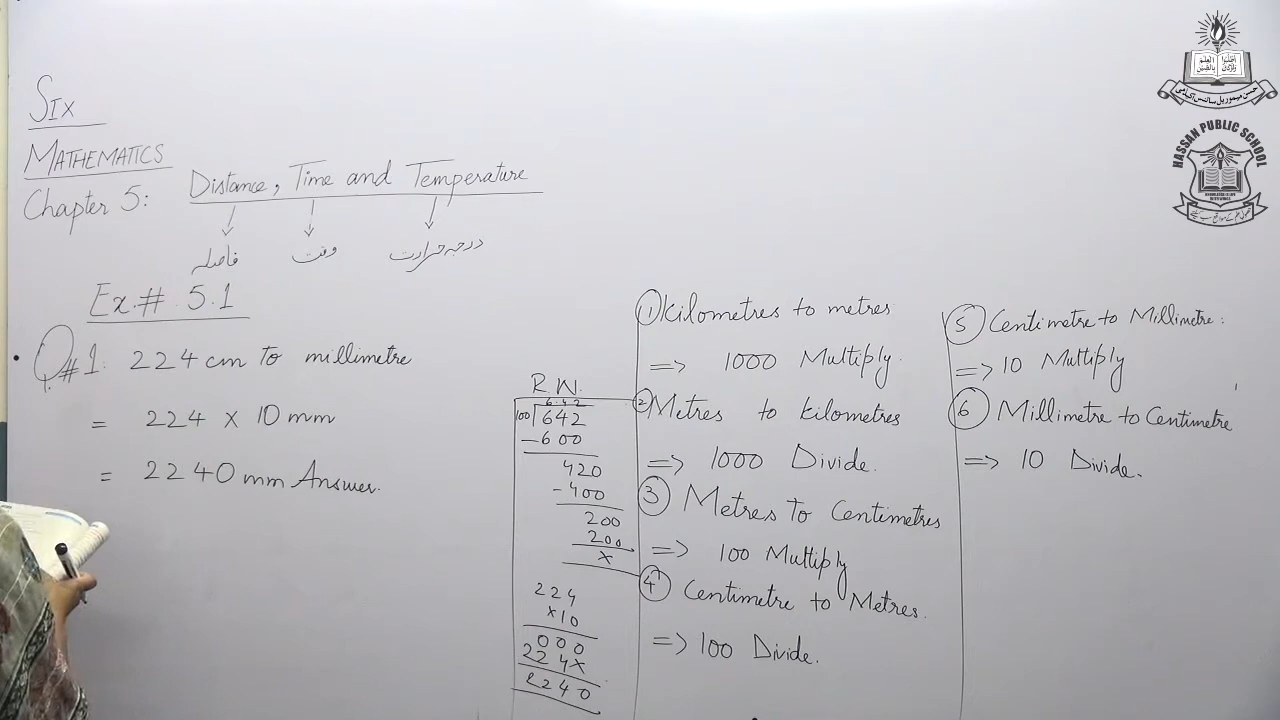 SIX
MATHEMATICS
Chapter 5: Distance, Time and Temperature
فاصلہ وقت درجہ حرارت
Ex.# 5.1
Q#1: 224 cm to millimetre
= 224 x 10 mm
= 2240 mm Answer.
R.W.
6.42
100 642
-600
420
-400
200
200
x
224
x10
000
224x
2240
1 Kilometres to metres
=> 1000 Multiply.
2 Metres to kilometres
=> 1000 Divide.
3 Metres To Centimetres
=> 100 Multiply
4 Centimetre to Metres.
=> 100 Divide.
5 Centimetre to Millimetre:
=> 10 Multiply
6 Millimetre to Centimetre
=> 10 Divide.
HASSAN PUBLIC SCHOOL